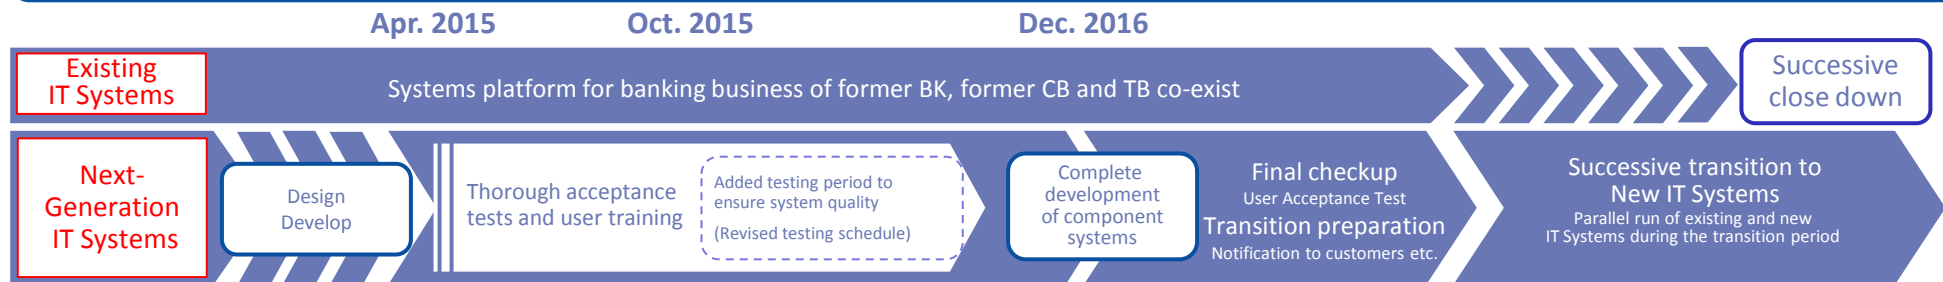 Apr. 2015
Oct. 2015
Dec. 2016
Existing
IT Systems
Systems platform for banking business of former BK, former CB and TB co-exist
Successive
close down
Next-
Generation
IT Systems
Design
Develop
Thorough acceptance
tests and user training
Added testing period to
ensure system quality
(Revised testing schedule)
Complete
development
of component
systems
Final checkup
User Acceptance Test
Transition preparation
Notification to customers etc.
Successive transition to
New IT Systems
Parallel run of existing and new
IT Systems during the transition period